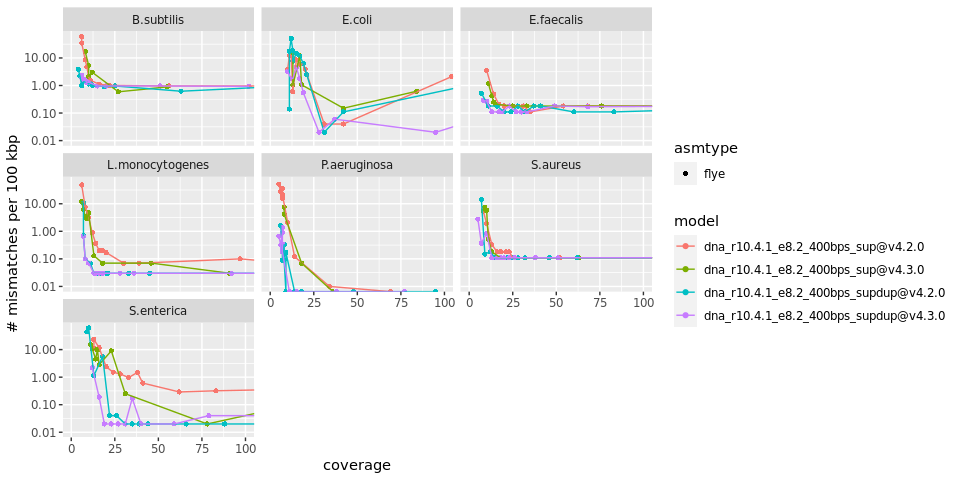 B.subtilis E.coli E.faecalis
10.00
1.00
0.10
0.01
L.monocytogenes P.aeruginosa S.aureus
10.00
1.00
0.10
0.01
0 25 50 75 100 0 25 50 75 100
S.enterica
10.00
1.00
0.10
0.01
0 25 50 75 100
coverage
# mismatches per 100 kbp
asmtype
flye
model
dna_r10.4.1_e8.2_400bps_sup@v4.2.0
dna_r10.4.1_e8.2_400bps_sup@v4.3.0
dna_r10.4.1_e8.2_400bps_supdup@v4.2.0
dna_r10.4.1_e8.2_400bps_supdup@v4.3.0